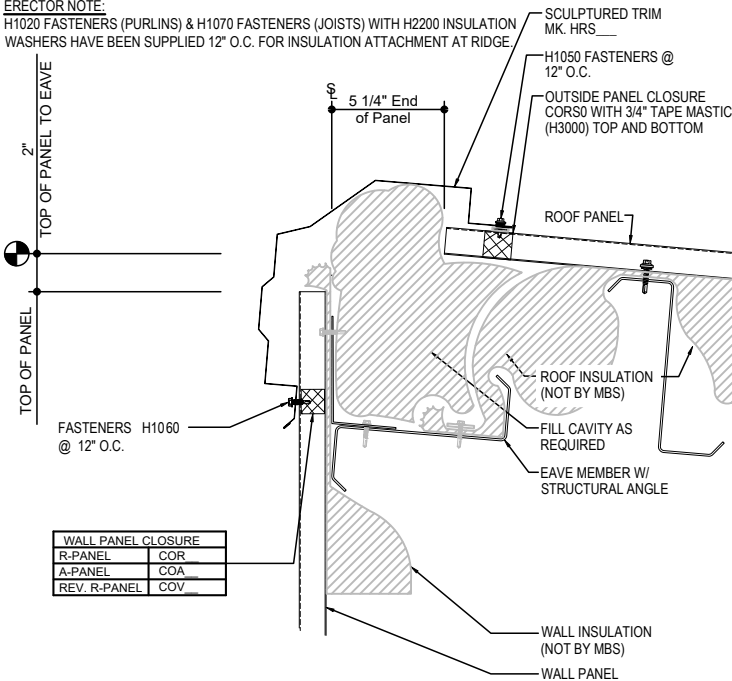 ERECTOR NOTE:
H1020 FASTENERS (PURLINS) & H1070 FASTENERS (JOISTS) WITH H2200 INSULATION
WASHERS HAVE BEEN SUPPLIED 12" O.C. FOR INSULATION ATTACHMENT AT RIDGE.
SCULPTURED TRIM
MK. HRS___
H1050 FASTENERS @
12" O.C.
OUTSIDE PANEL CLOSURE
CORS0 WITH 3/4" TAPE MASTIC
(H3000) TOP AND BOTTOM
5 1/4" End
of Panel
2"
TOP OF PANEL TO EAVE
ROOF PANEL
TOP OF PANEL
ROOF INSULATION
(NOT BY MBS)
FILL CAVITY AS
REQUIRED
FASTENERS H1060
@ 12" O.C.
EAVE MEMBER W/
STRUCTURAL ANGLE
WALL PANEL CLOSURE
R-PANEL COR__
A-PANEL COA__
REV. R-PANEL COV__
WALL INSULATION
(NOT BY MBS)
WALL PANEL